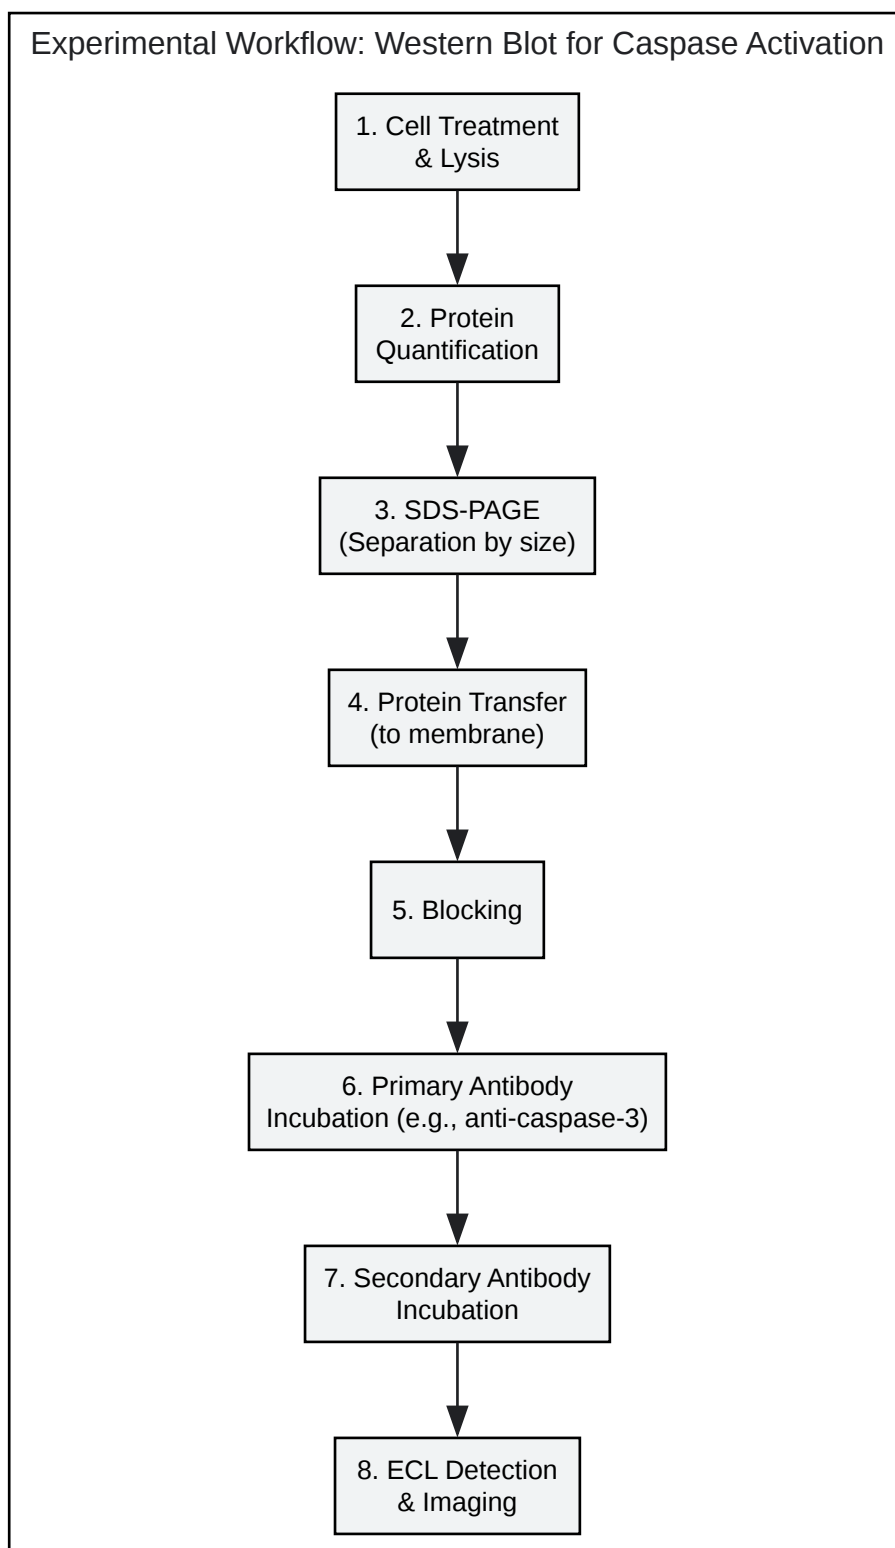 Experimental Workflow: Western Blot for Caspase Activation
1. Cell Treatment
& Lysis
2. Protein
Quantification
3. SDS-PAGE
(Separation by size)
4. Protein Transfer
(to membrane)
5. Blocking
6. Primary Antibody
Incubation (e.g., anti-caspase-3)
7. Secondary Antibody
Incubation
8. ECL Detection
& Imaging